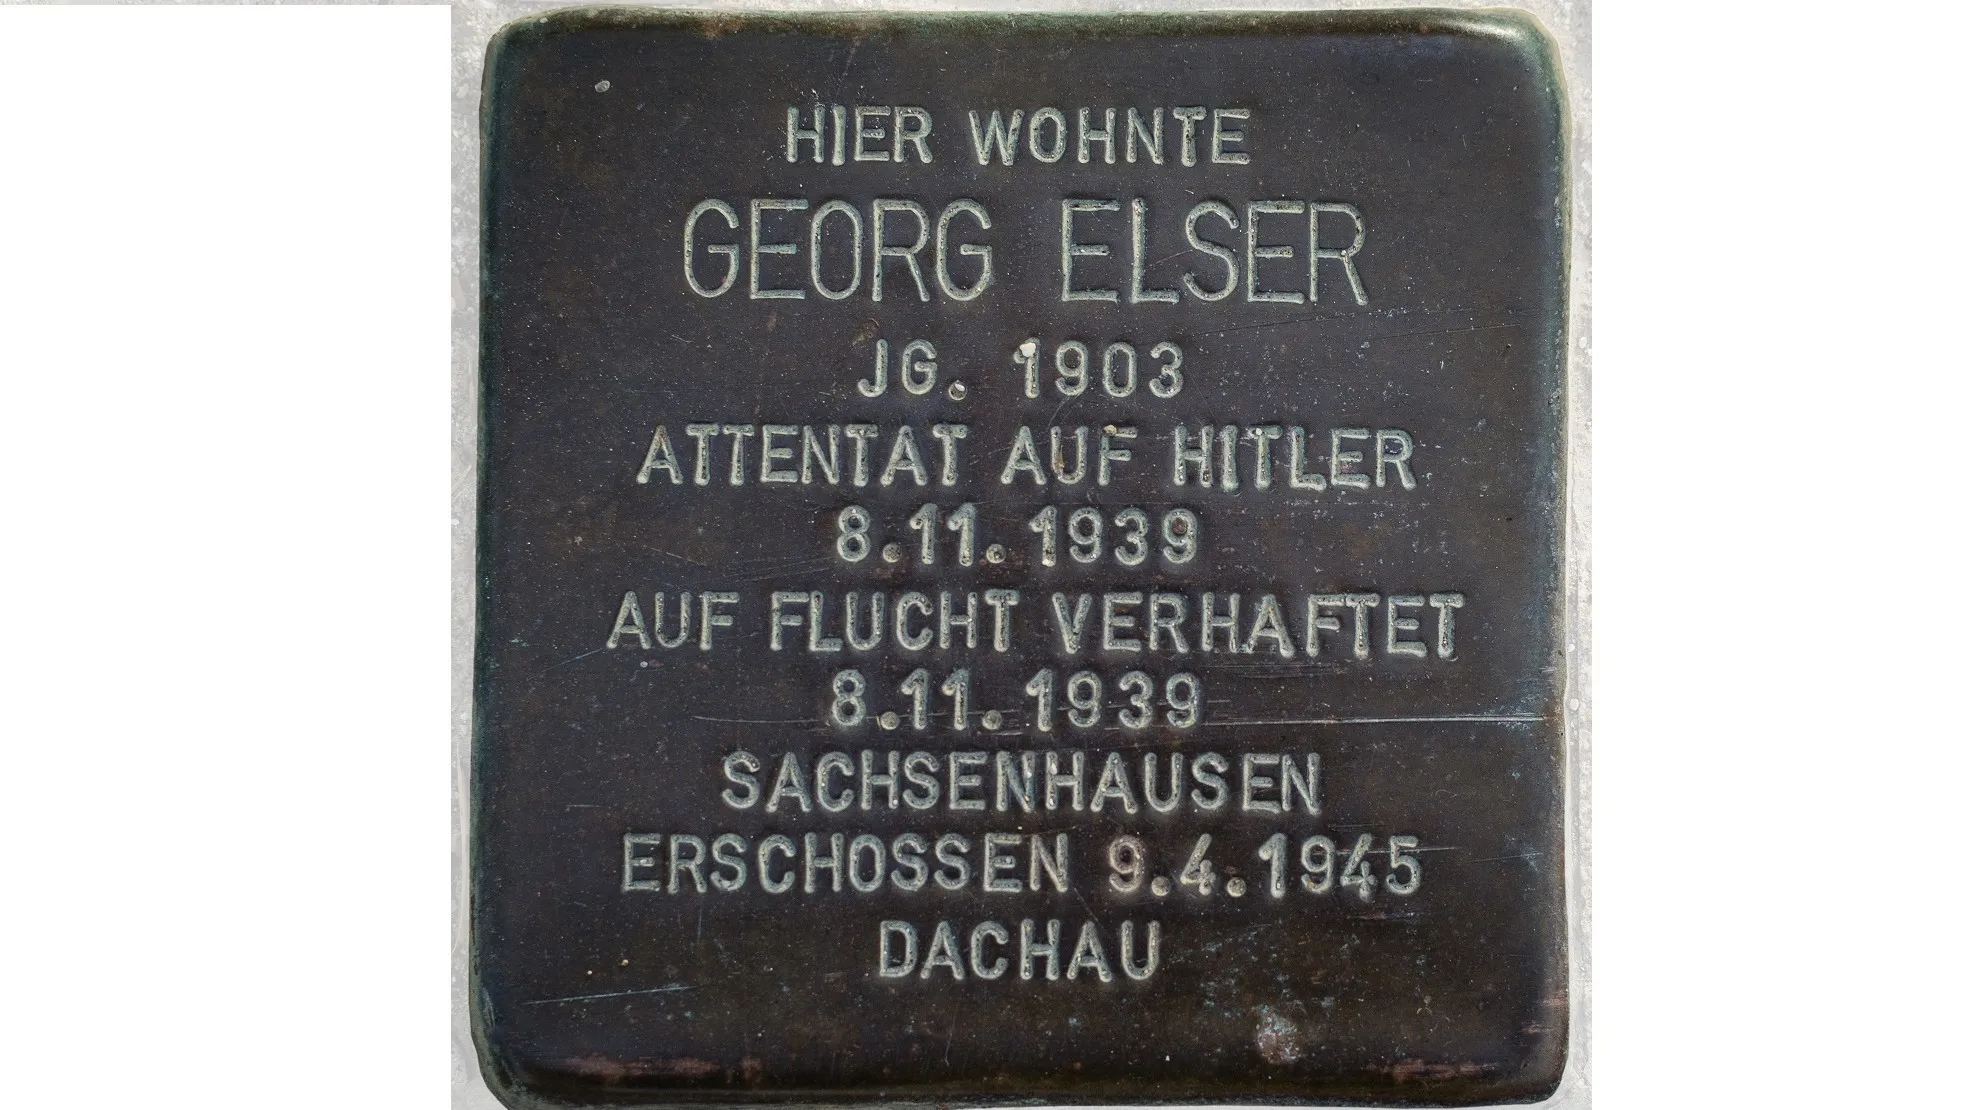 HIER WOHNTE
GEORG ELSER
JG. 1903
ATTENTAT AUF HITLER
8.11.1939
AUF FLUCHT VERHAFTET
8.11.1939
SACHSENHAUSEN
ERSCHOSSEN 9.4.1945
DACHAU